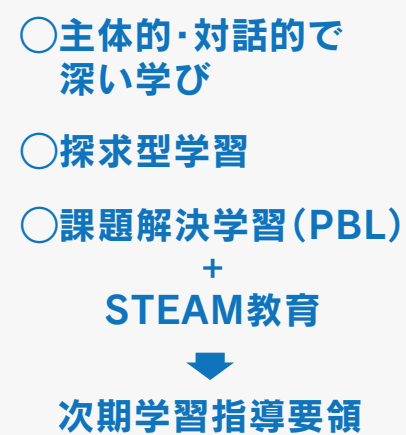 ○主体的・対話的で
深い学び
○探求型学習
○課題解決学習(PBL)
+
STEAM教育
次期学習指導要領